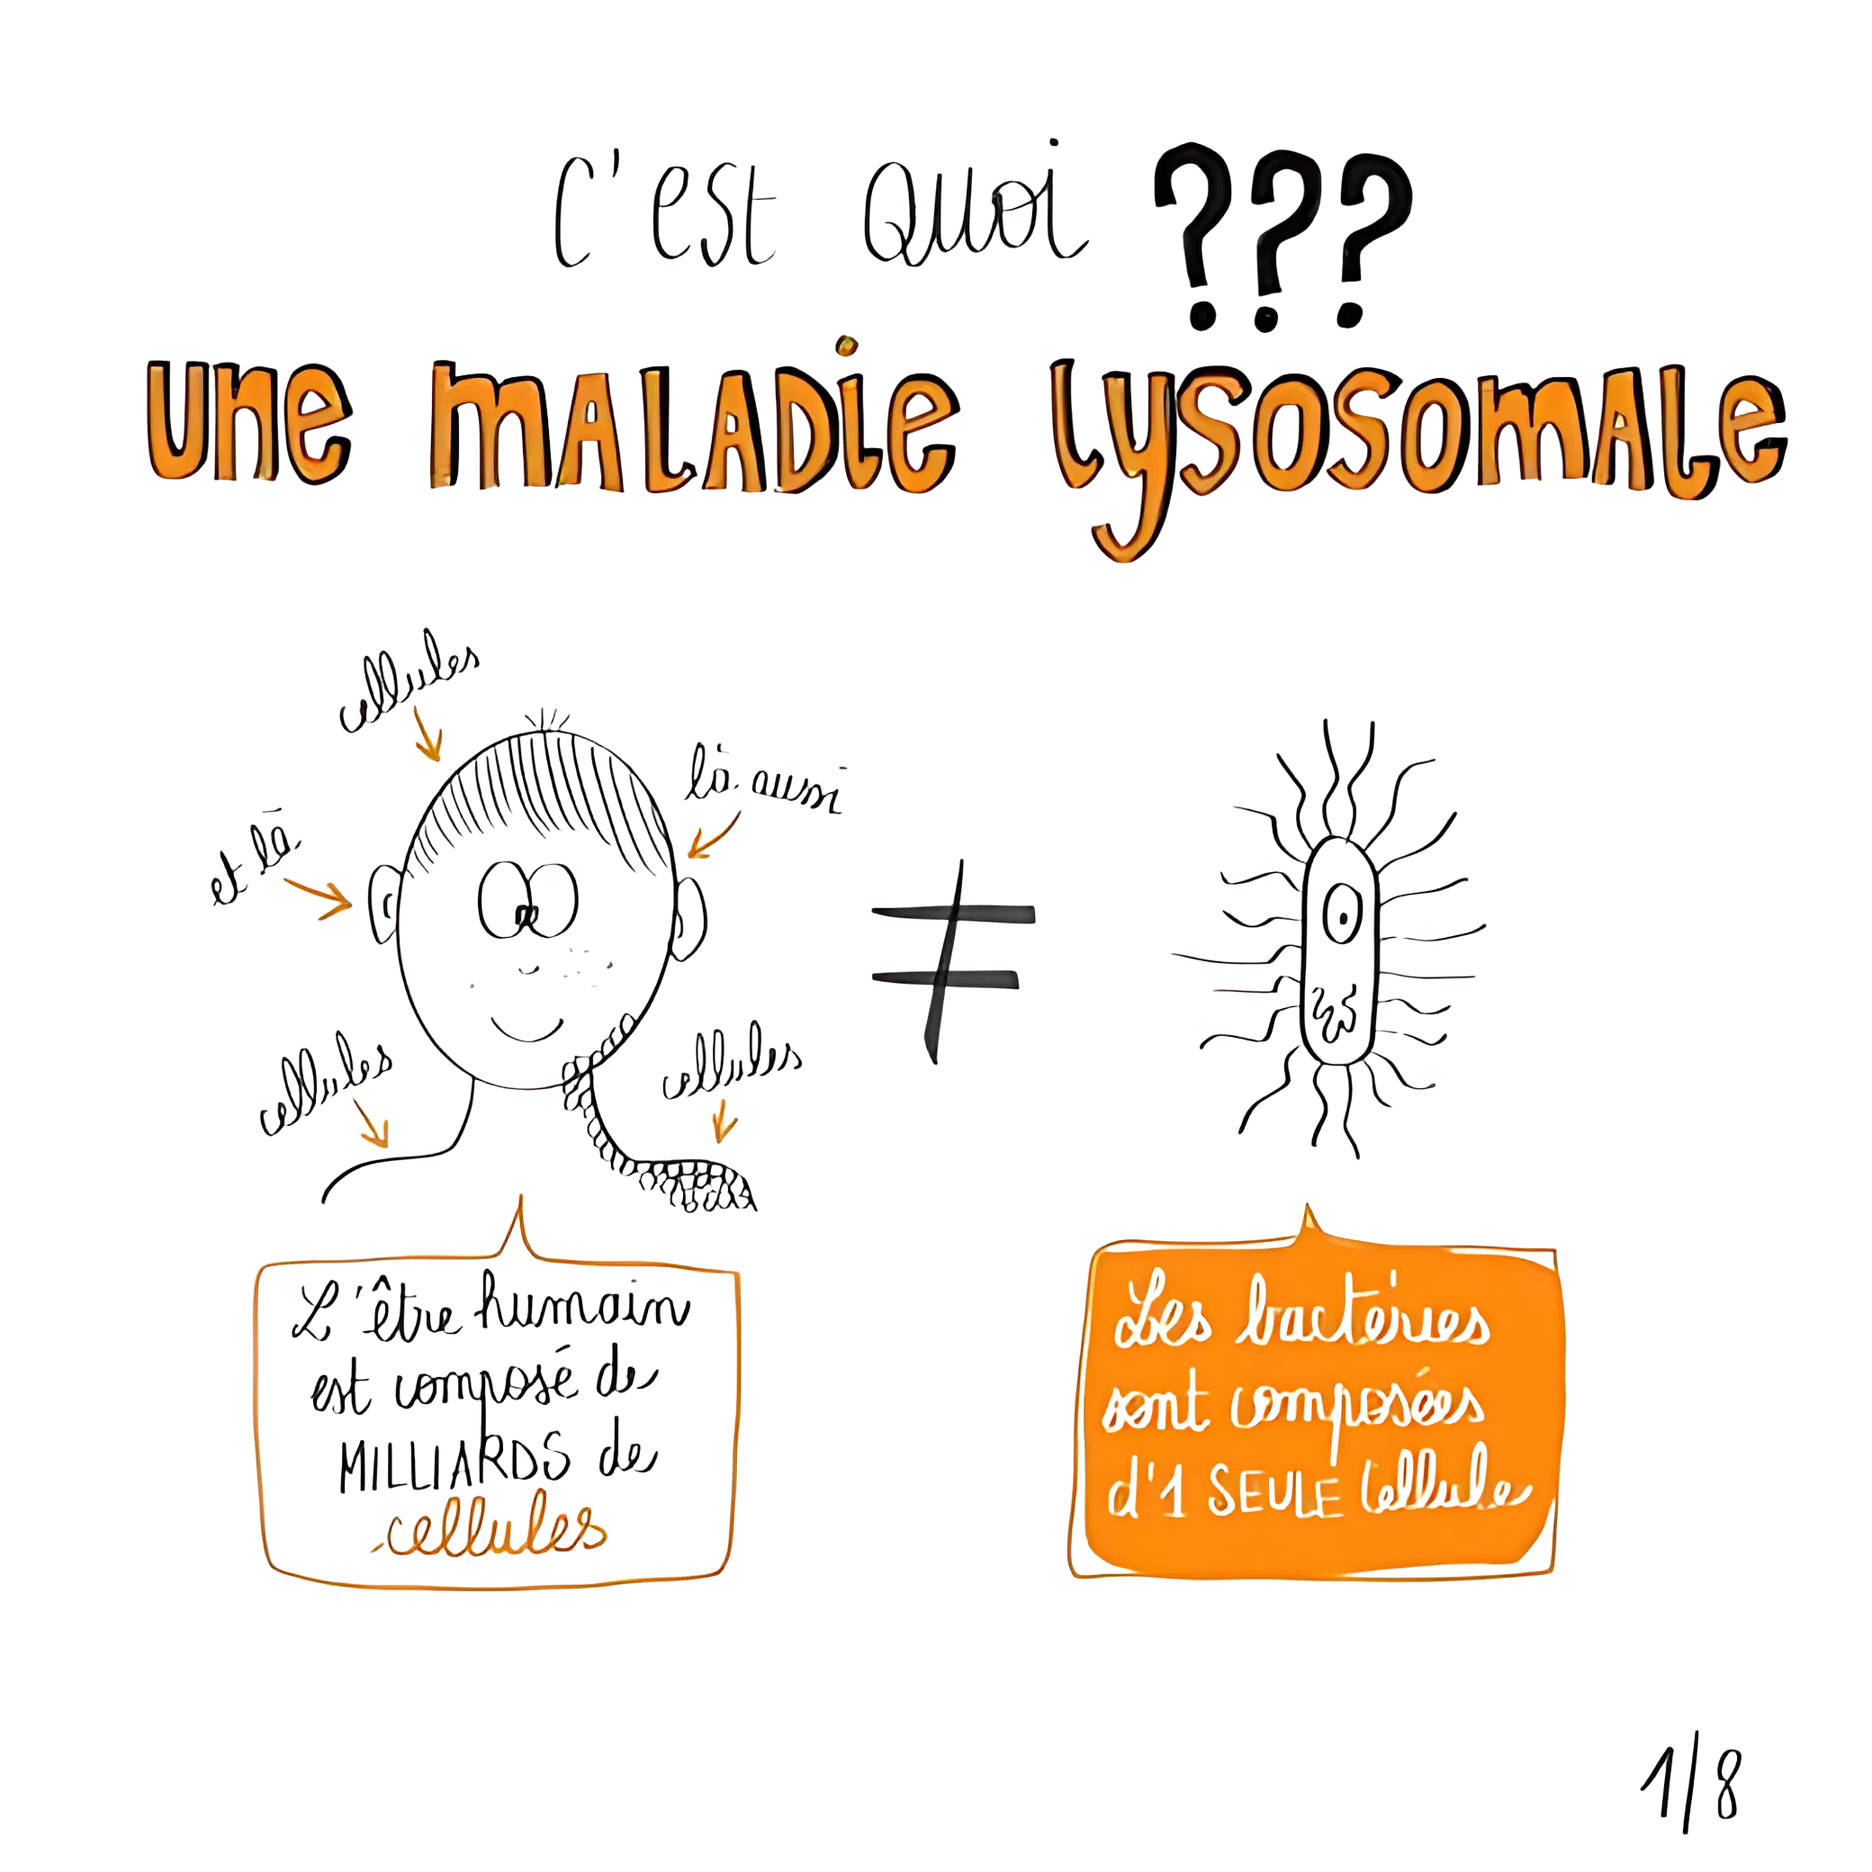 C'est quoi ???
une maladie lysosomale
cellules
là aussi
et là
cellules
cellules
≠
L'être humain
est composé de
MILLIARDS de
cellules
Les bactéries
sont composées
d'1 SEULE Cellule
1/8